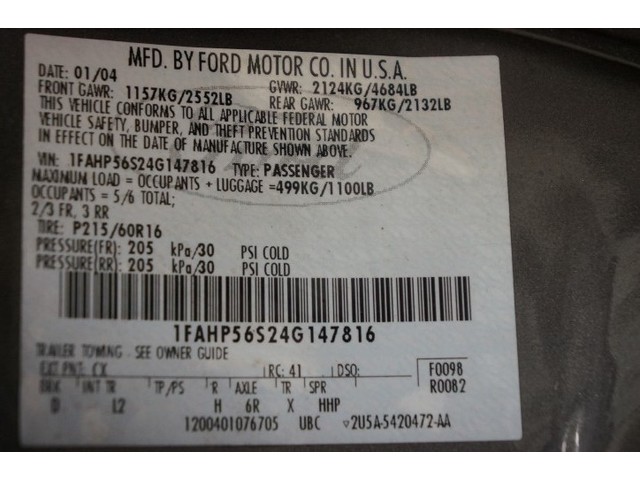 MFD. BY FORD MOTOR CO. IN U.S.A.
DATE: 01/04 GVWR: 2124KG/4684LB
FRONT GAWR: 1157KG/2552LB REAR GAWR: 967KG/2132LB
THIS VEHICLE CONFORMS TO ALL APPLICABLE FEDERAL MOTOR
VEHICLE SAFETY, BUMPER, AND THEFT PREVENTION STANDARDS
IN EFFECT ON THE DATE OF MANUFACTURE SHOWN ABOVE.
VIN: 1FAHP56S24G147816 TYPE: PASSENGER
MAXIMUM LOAD = OCCUPANTS + LUGGAGE = 499KG/1100LB
OCCUPANTS = 5/6 TOTAL;
2/3 FR, 3 RR
TIRE: P215/60R16
PRESSURE(FR): 205 kPa/30 PSI COLD
PRESSURE(RR): 205 kPa/30 PSI COLD
1FAHP56S24G147816
TRAILER TOWING - SEE OWNER GUIDE
EXT PNT: CX RC: 41 DSO: F0098
BRK INT TR TP/PS R AXLE TR SPR R0082
D L2 H 6R X HHP
1200401076705 UBC ▽2U5A-5420472-AA